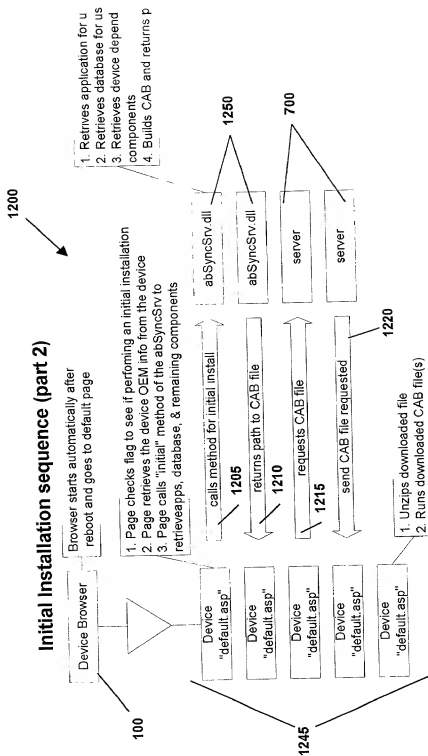 1200
Initial Installation sequence (part 2)
Device Browser
Browser starts automatically after
reboot and goes to default page
100
1. Page checks flag to see if perfoming an initial installation
2. Page retrieves the device OEM info from the device
3. Page calls "Initial" method of the abSyncSrv to
retrieveapps, database, & remaining components
1. Retrives application for u
2. Retrieves database for us
3. Retrieves device depend
components
4. Builds CAB and returns p
Device
"default.asp"
calls method for initial install
1205
abSyncSrv.dll
1250
Device
"default.asp"
returns path to CAB file
1210
abSyncSrv.dll
Device
"default.asp"
requests CAB file
1215
server
700
Device
"default.asp"
send CAB file requested
1220
server
Device
"default.asp"
1. Unzips downloaded file
2. Runs downloaded CAB file(s)
1245